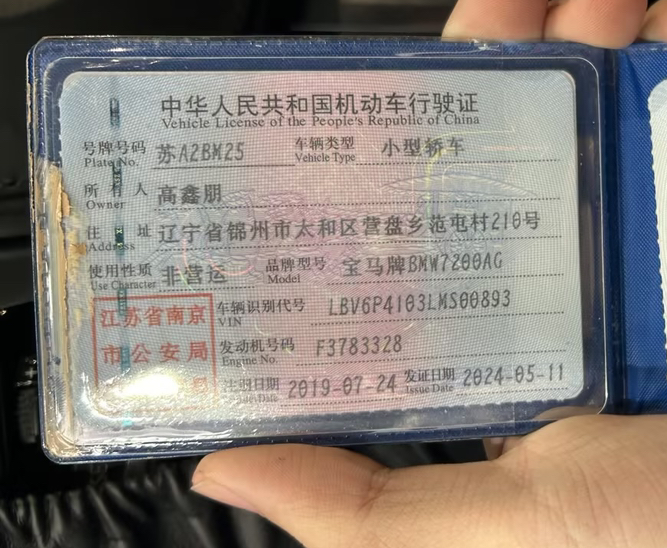 中华人民共和国机动车行驶证
Vehicle License of the People's Republic of China
号牌号码 苏A2BM25 车辆类型 小型轿车
Plate No. Vehicle Type
所有人 高鑫朋
Owner
住址 辽宁省锦州市太和区营盘乡范屯村210号
Address
使用性质 非营运 品牌型号 宝马牌BMW7200AG
Use Character Model
江苏省南京市公安局
车辆识别代号 LBV6P4103LMS00893
VIN
发动机号码 F3783328
Engine No.
注册日期 2019-07-24 发证日期 2024-05-11
Issue Date